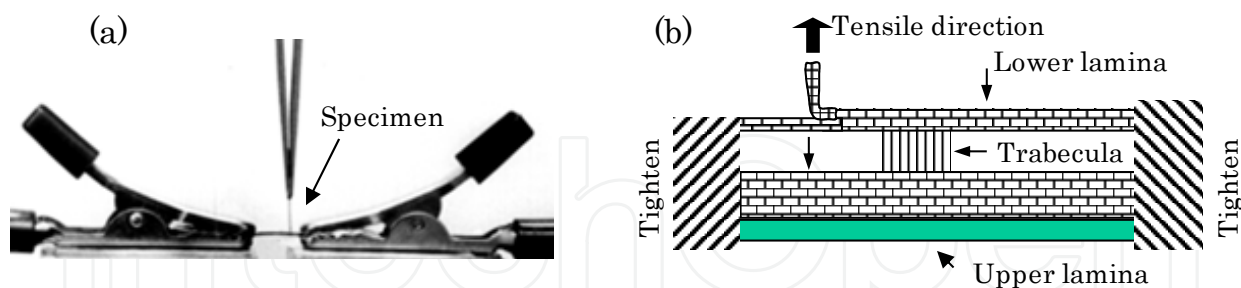 (a)
Specimen
(b)
Tensile direction
Lower lamina
Trabecula
Tighten
Tighten
Upper lamina